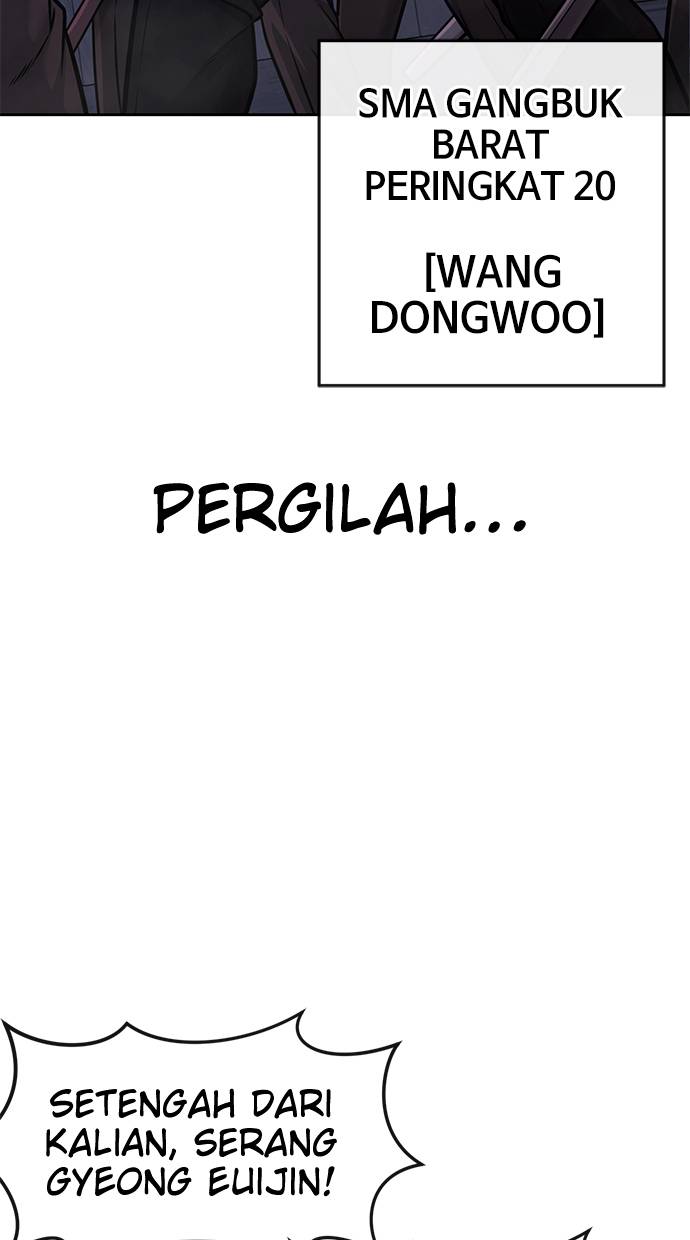 SMA GANGBUK
BARAT
PERINGKAT 20
[WANG
DONGWOO]
PERGILAH...
SETENGAH DARI
KALIAN, SERANG
GYEONG EUIJIN!